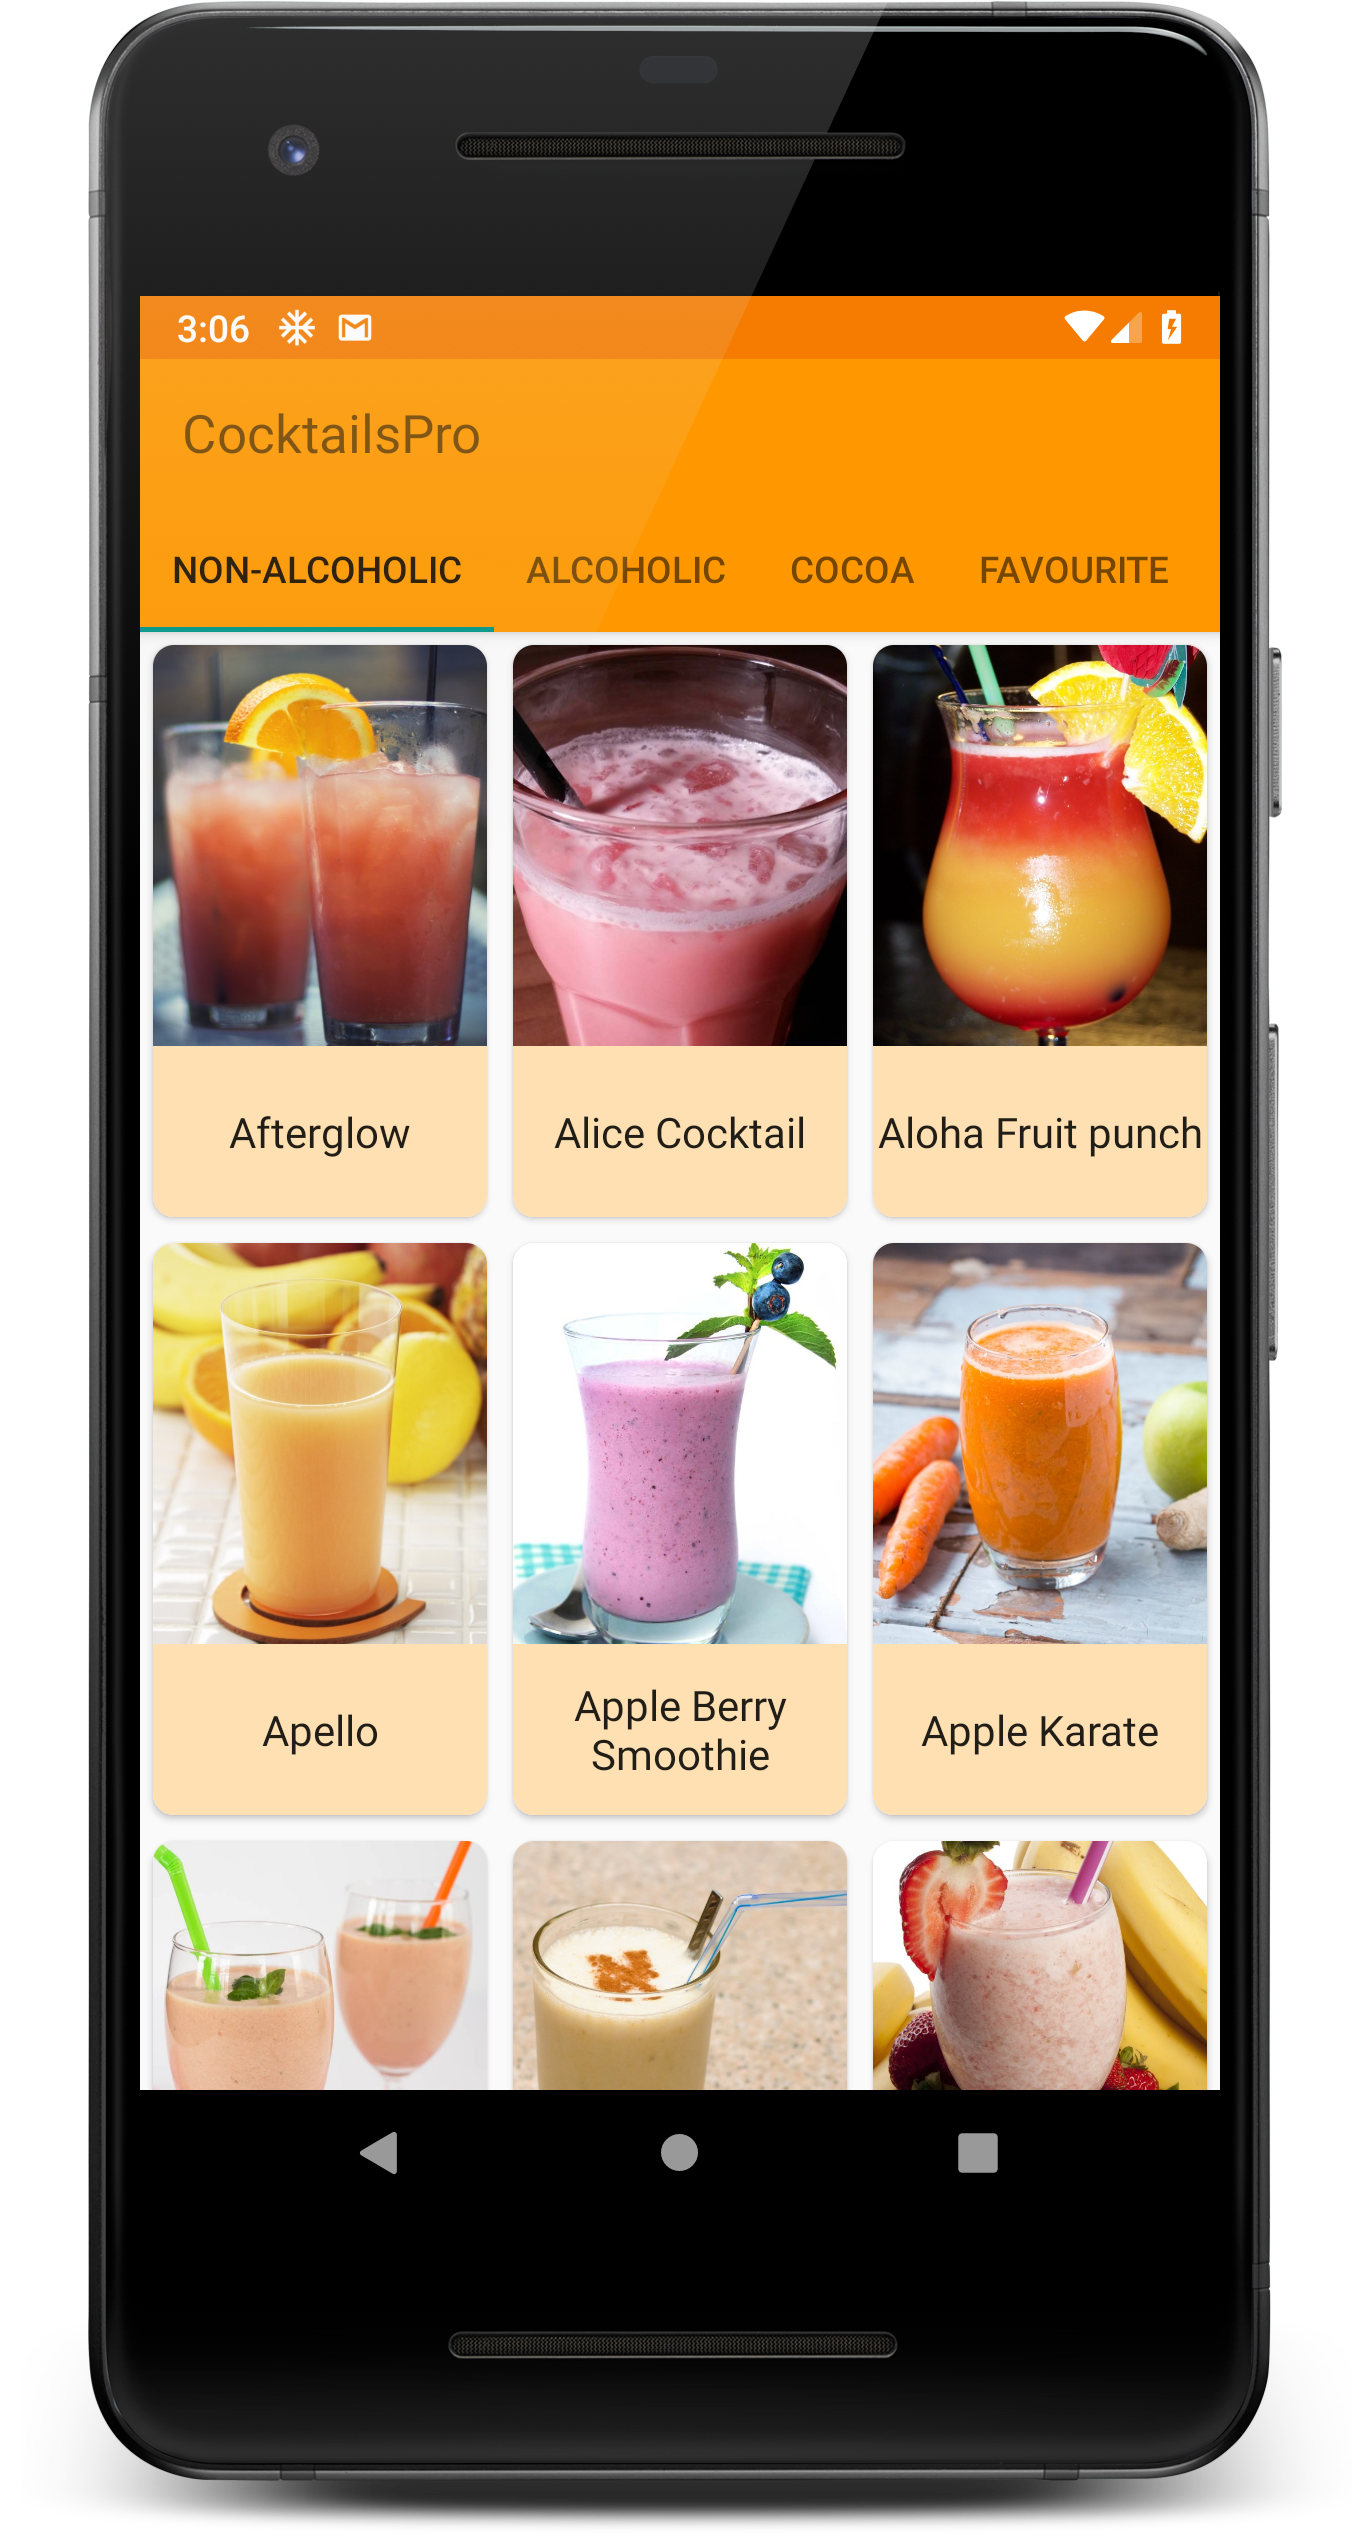 3:06
CocktailsPro
NON-ALCOHOLIC ALCOHOLIC COCOA FAVOURITE
Afterglow Alice Cocktail Aloha Fruit punch
Apello Apple Berry Apple Karate
Smoothie